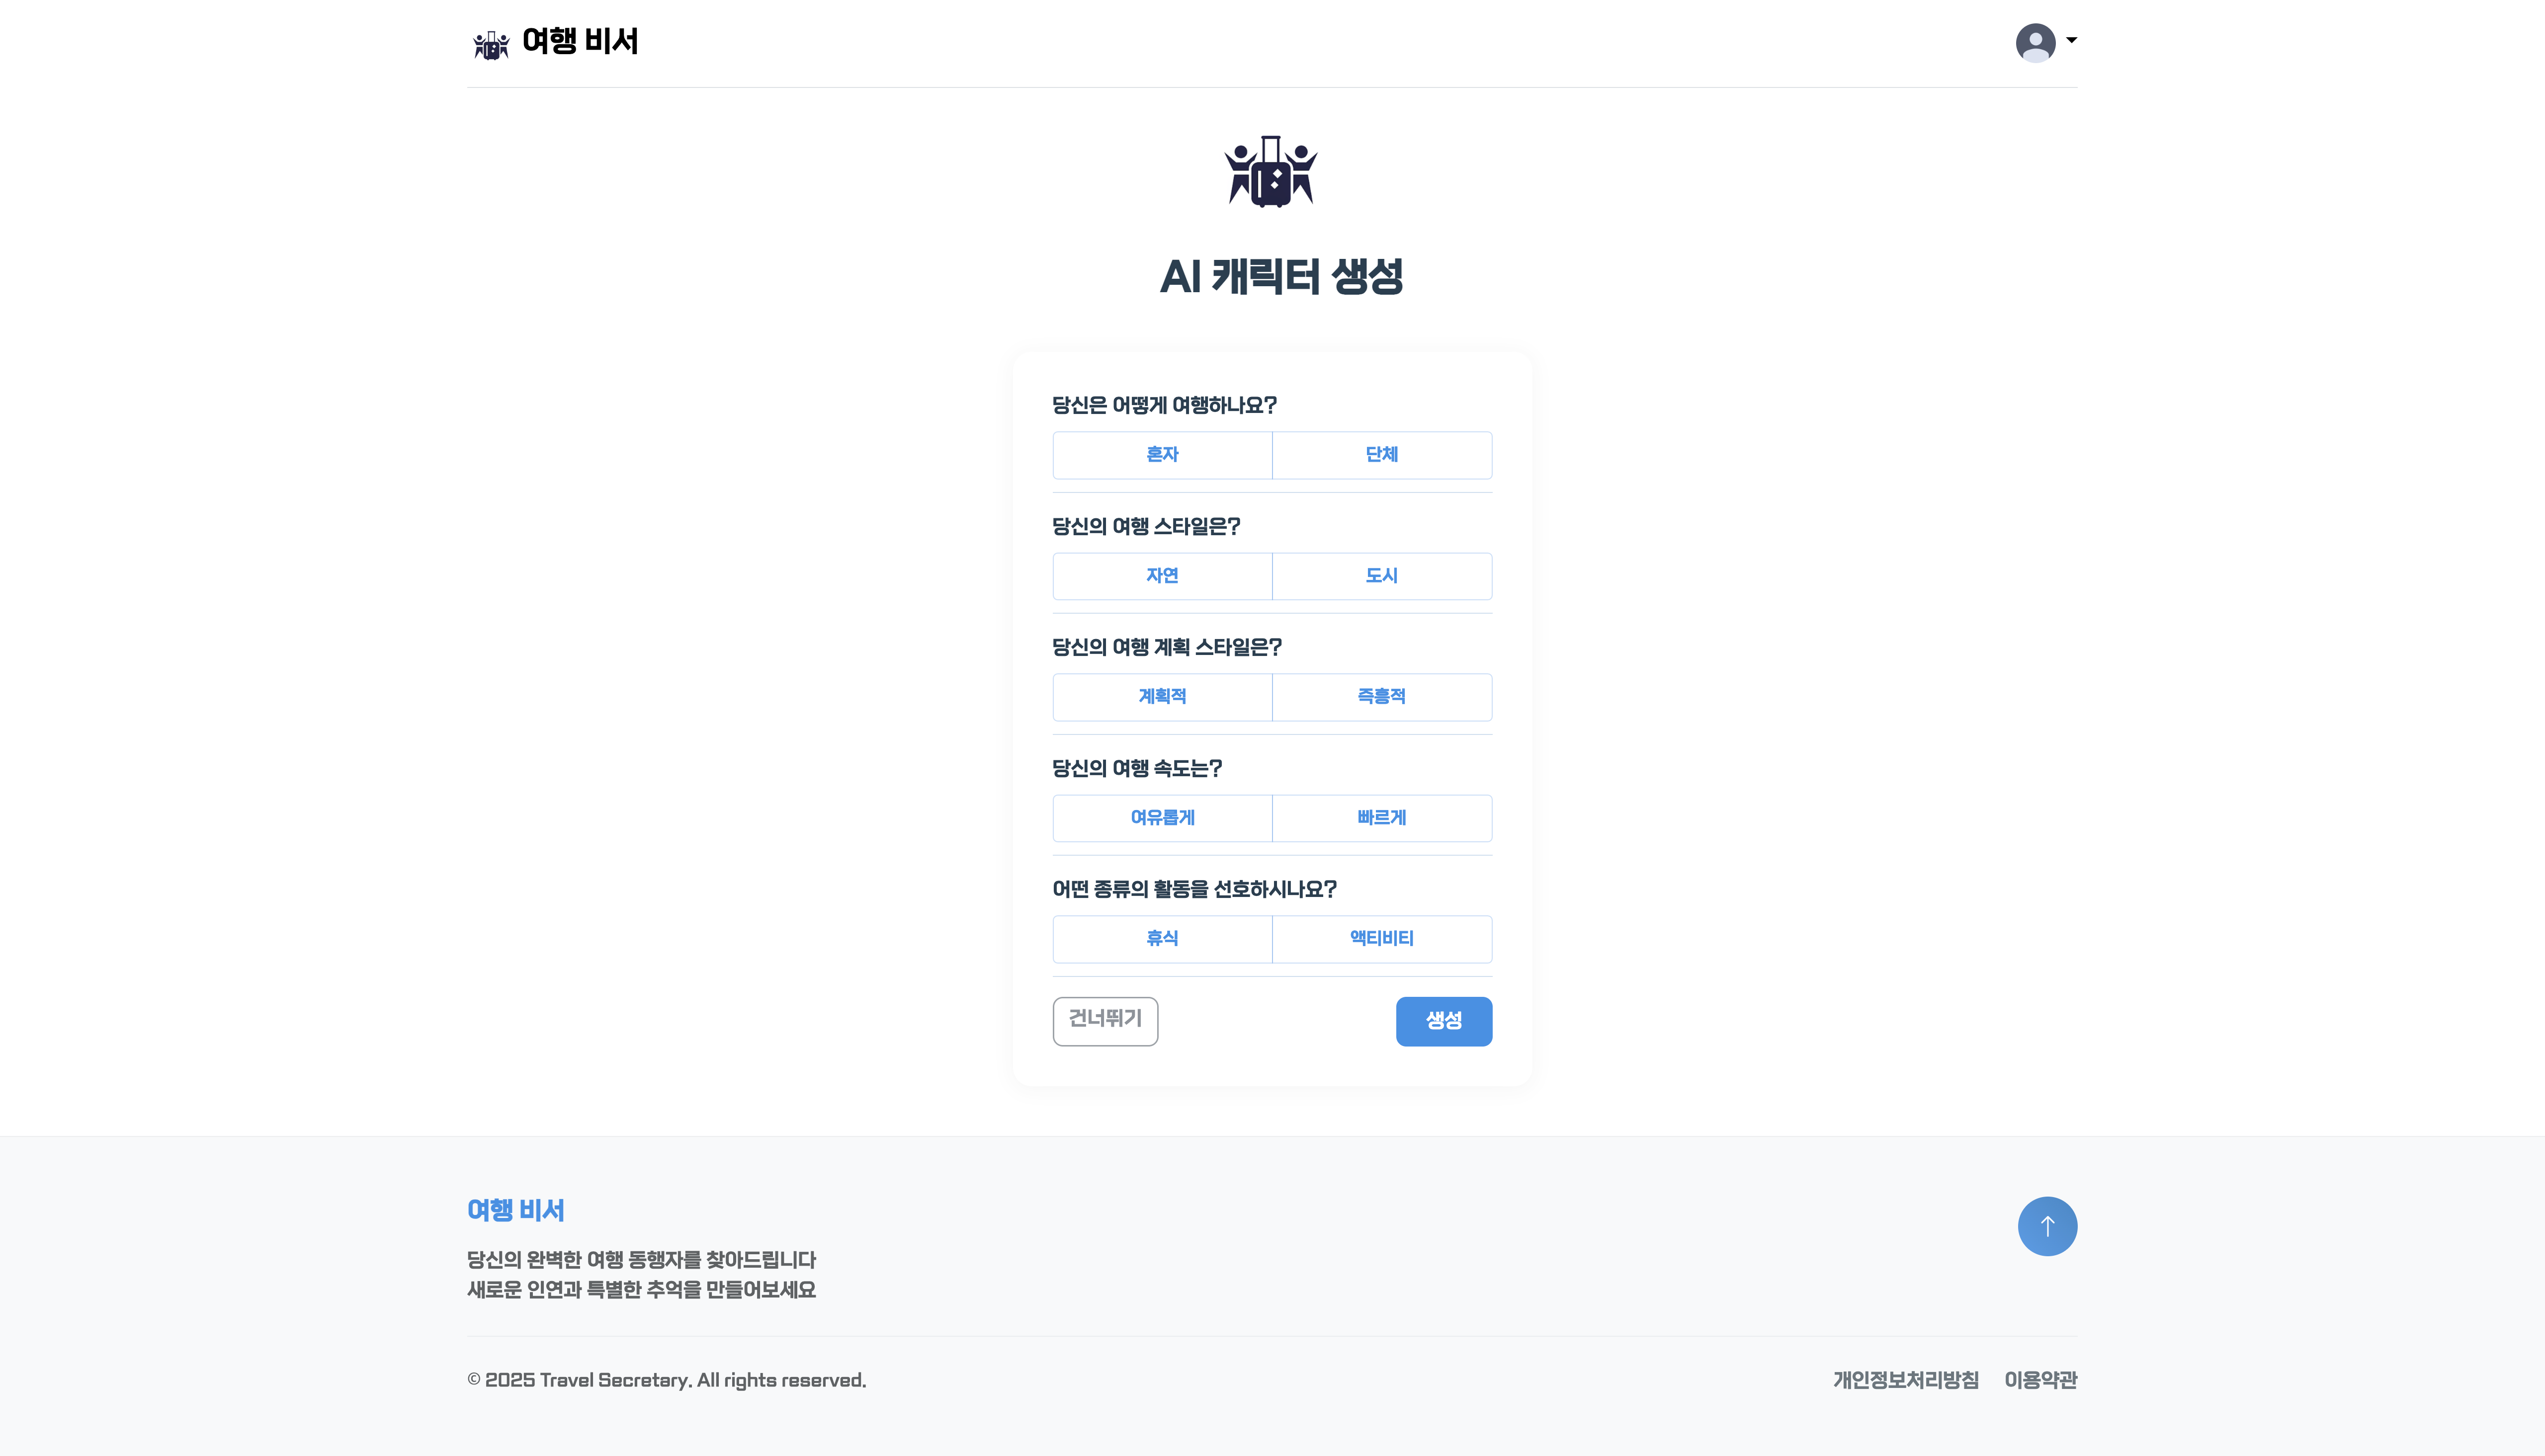 여행 비서
AI 캐릭터 생성
당신은 어떻게 여행하나요?
혼자 단체
당신의 여행 스타일은?
자연 도시
당신의 여행 계획 스타일은?
계획적 즉흥적
당신의 여행 속도는?
여유롭게 빠르게
어떤 종류의 활동을 선호하시나요?
휴식 액티비티
건너뛰기 생성
여행 비서
당신의 완벽한 여행 동행자를 찾아드립니다
새로운 인연과 특별한 추억을 만들어보세요
© 2025 Travel Secretary. All rights reserved.
개인정보처리방침 이용약관